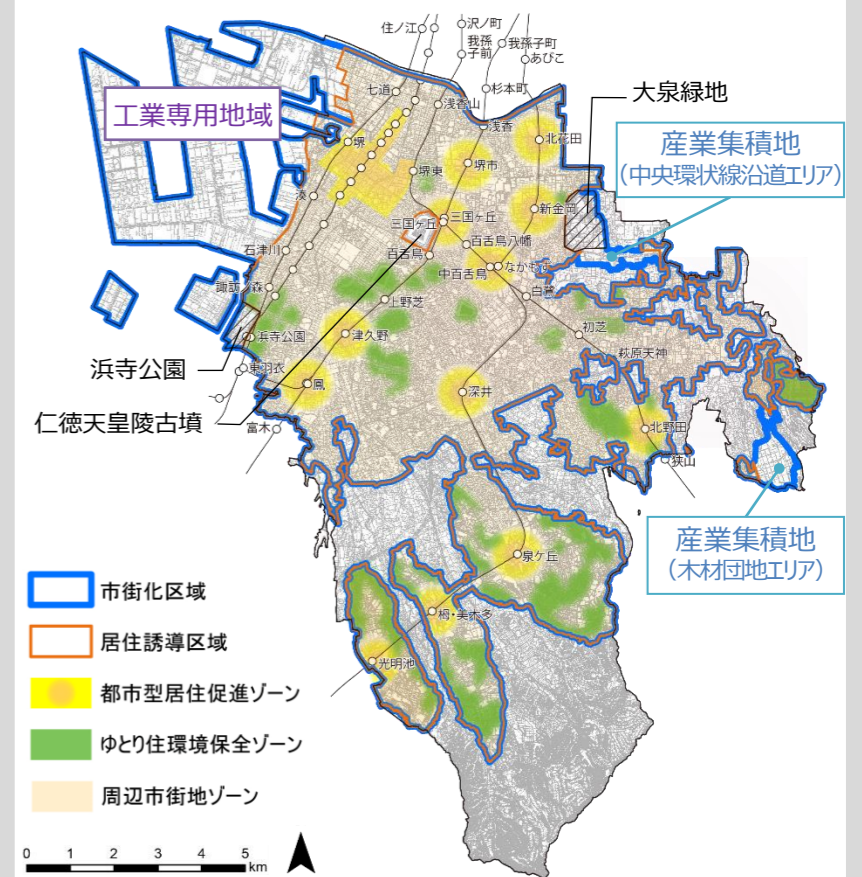 住ノ江
沢ノ町
我孫子前
我孫子町
あびこ
七道
浅香山
杉本町
大泉緑地
工業専用地域
浅香
北花田
産業集積地
（中央環状線沿道エリア）
堺
堺東
堺市
湊
三国ヶ丘
三国ヶ丘
新金岡
百舌鳥八幡
石津川
百舌鳥
中百舌鳥
なかもず
諏訪ノ森
上野芝
白鷺
浜寺公園
津久野
初芝
萩原天神
浜寺公園
東羽衣
鳳
仁徳天皇陵古墳
富木
深井
北野田
狭山
産業集積地
（木材団地エリア）
泉ケ丘
栂・美木多
光明池
市街化区域
居住誘導区域
都市型居住促進ゾーン
ゆとり住環境保全ゾーン
周辺市街地ゾーン
0 1 2 3 4 5
km